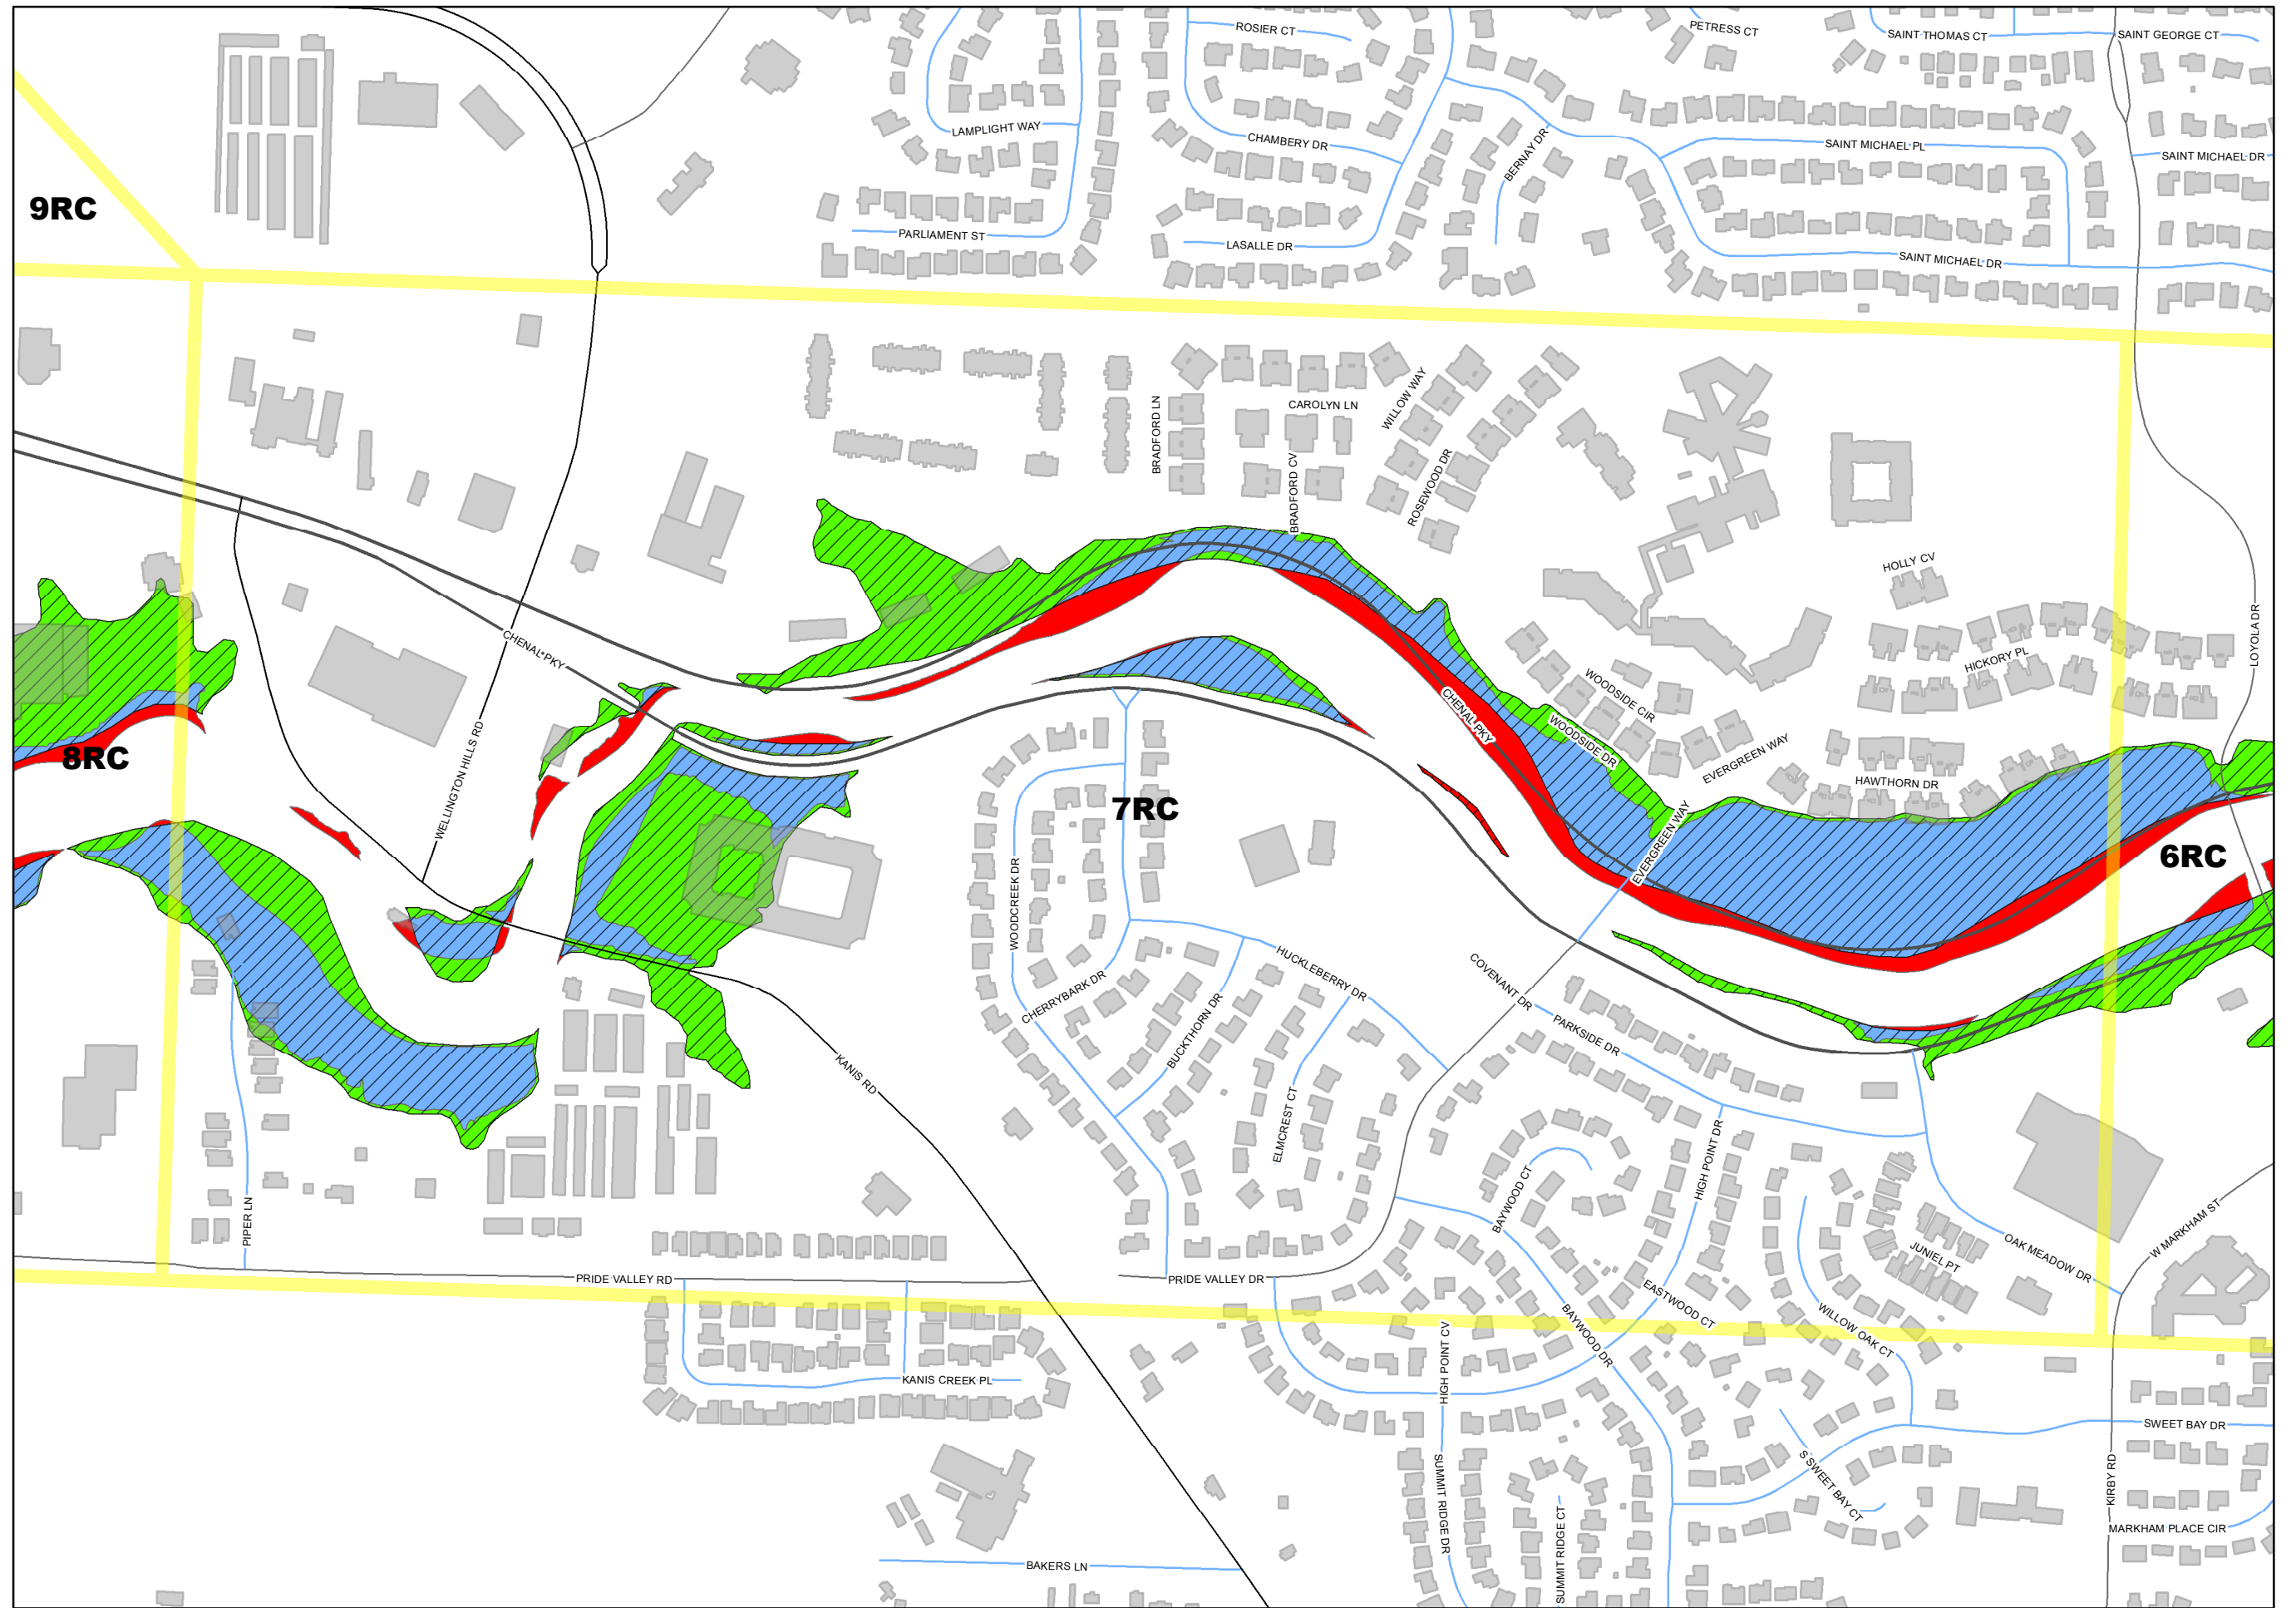 ROSIER CT
PETRESS CT
SAINT THOMAS CT
SAINT GEORGE CT
LAMPLIGHT WAY
CHAMBERY DR
BERNAY DR
SAINT MICHAEL PL
SAINT MICHAEL DR
9RC
PARLIAMENT ST
LASALLE DR
SAINT MICHAEL DR
BRADFORD LN
CAROLYN LN
WILLOW WAY
BRADFORD CV
ROSEWOOD DR
HOLLY CV
LOYOLA DR
CHENAL PKY
HICKORY PL
WOODSIDE CIR
CHENAL PKY
WOODSIDE DR
EVERGREEN WAY
8RC
WELLINGTON HILLS RD
7RC
HAWTHORN DR
EVERGREEN WAY
6RC
WOODCREEK DR
HUCKLEBERRY DR
COVENANT DR
CHERRYBARK DR
BUCKTHORN DR
PARKSIDE DR
KANIS RD
ELMCREST CT
HIGH POINT DR
BAYWOOD CT
PIPER LN
W MARKHAM ST
JUNIEL PT
OAK MEADOW DR
PRIDE VALLEY RD
PRIDE VALLEY DR
EASTWOOD CT
BAYWOOD DR
WILLOW OAK CT
HIGH POINT CV
KANIS CREEK PL
SWEET BAY DR
S SWEET BAY CT
SUMMIT RIDGE DR
KIRBY RD
SUMMIT RIDGE CT
MARKHAM PLACE CIR
BAKERS LN